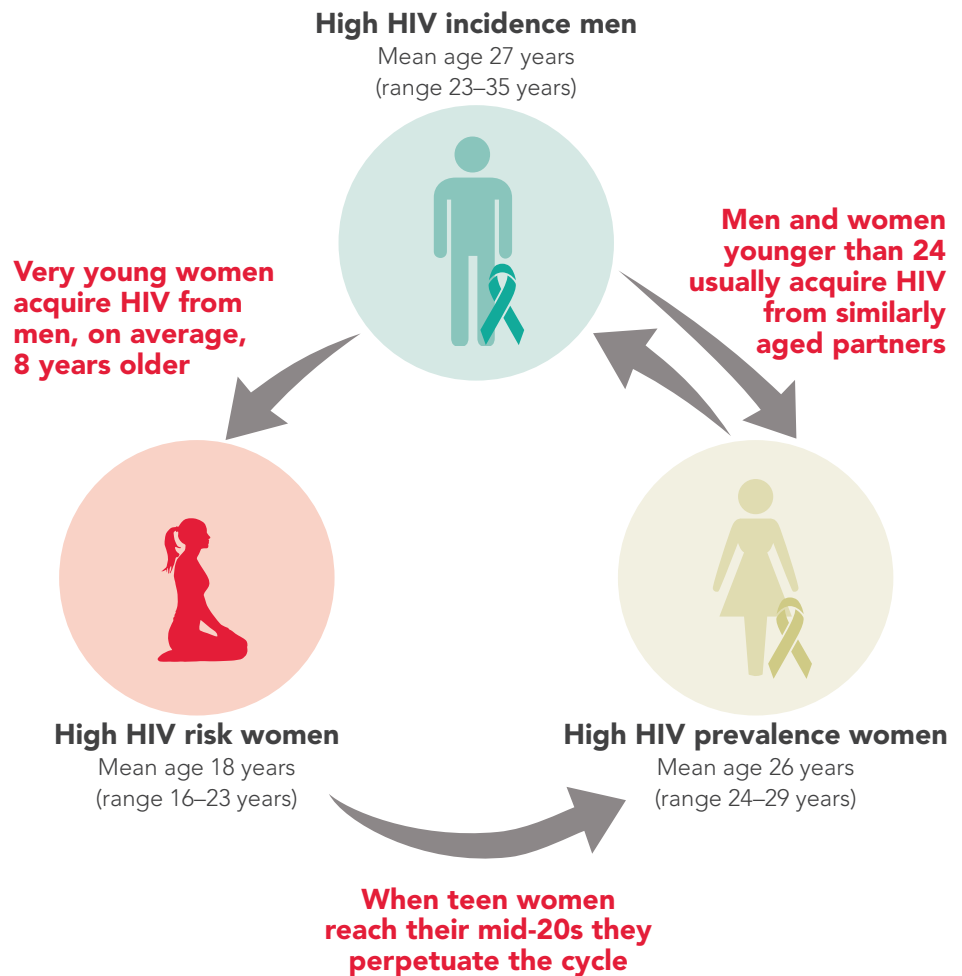 High HIV incidence men
Mean age 27 years
(range 23–35 years)
Very young women
acquire HIV from
men, on average,
8 years older
Men and women
younger than 24
usually acquire HIV
from similarly
aged partners
High HIV risk women
Mean age 18 years
(range 16–23 years)
High HIV prevalence women
Mean age 26 years
(range 24–29 years)
When teen women
reach their mid-20s they
perpetuate the cycle